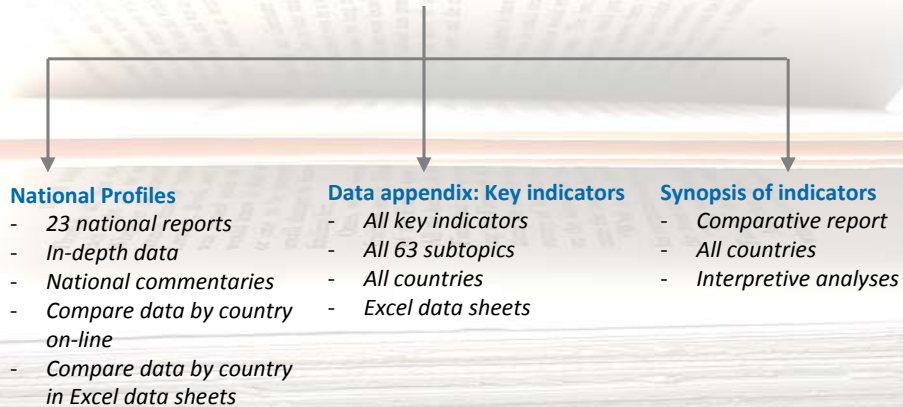 National Profiles
- 23 national reports
- In-depth data
- National commentaries
- Compare data by country
on-line
- Compare data by country
in Excel data sheets
Data appendix: Key indicators
- All key indicators
- All 63 subtopics
- All countries
- Excel data sheets
Synopsis of indicators
- Comparative report
- All countries
- Interpretive analyses